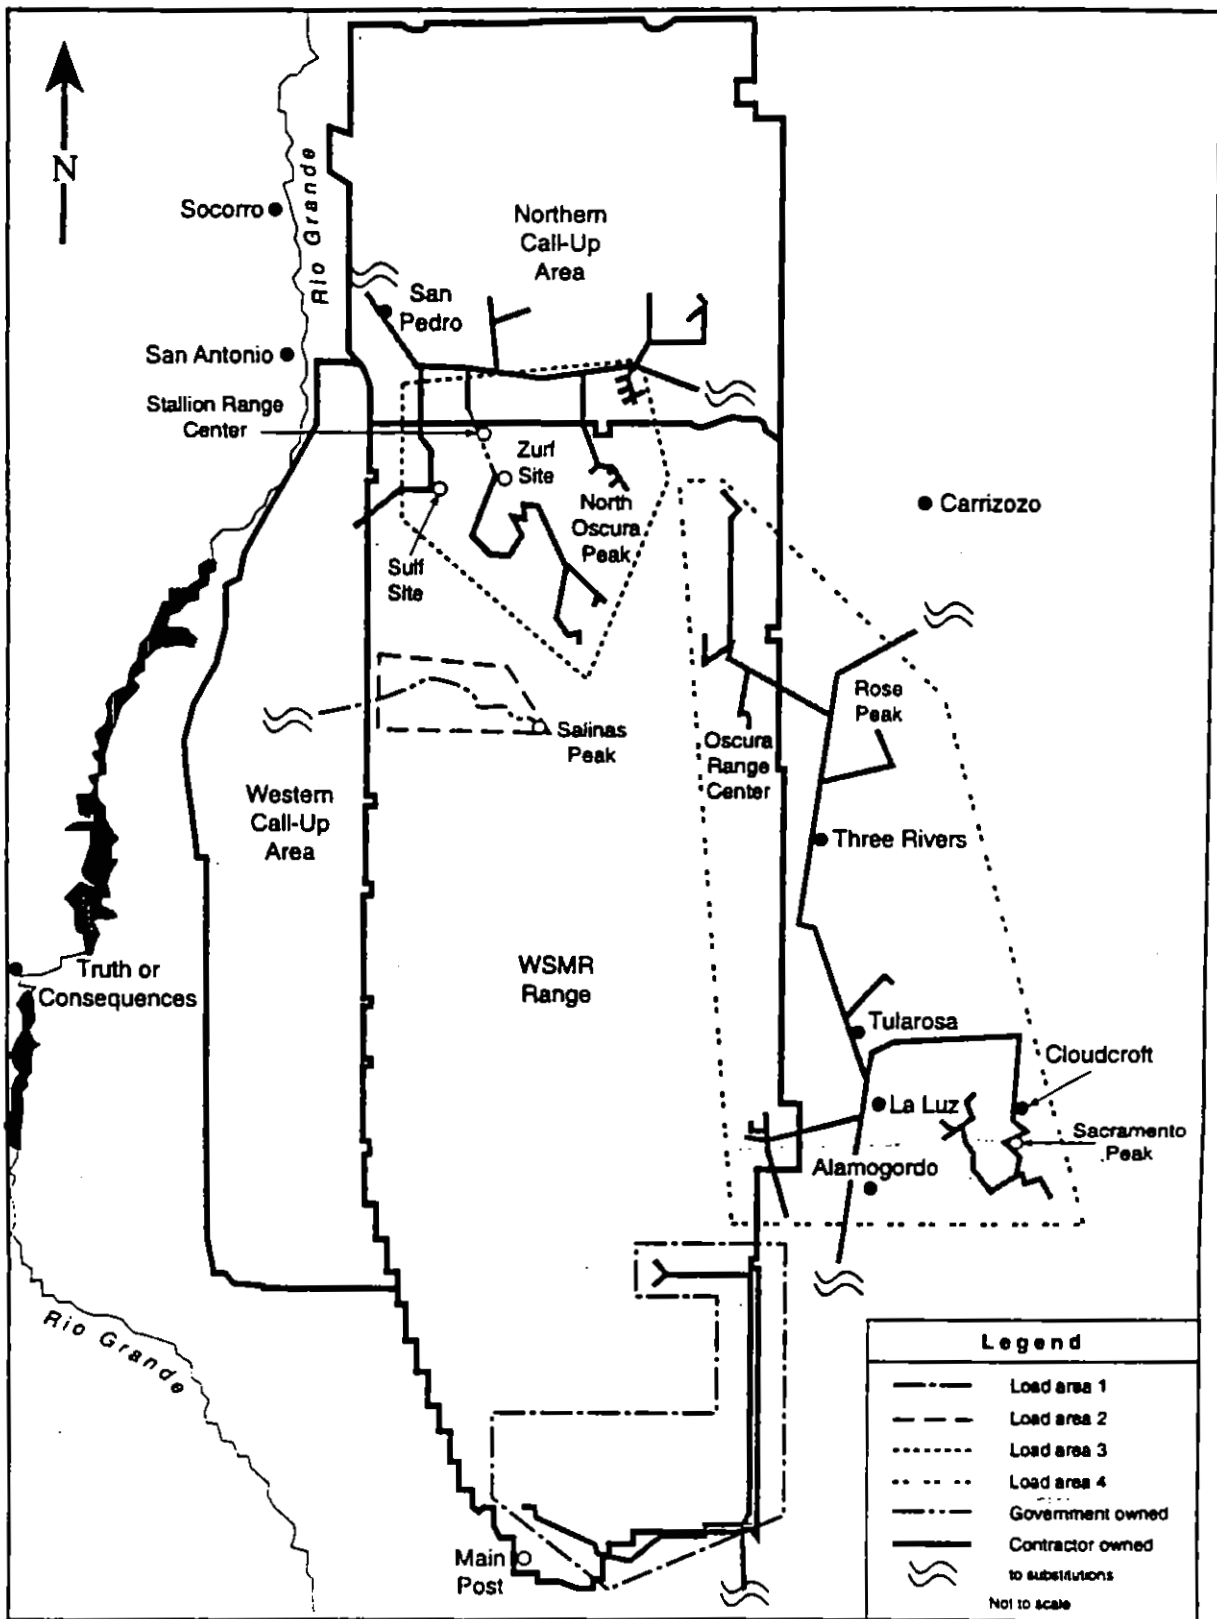 N
Socorro
Rio Grande
Northern
Call-Up
Area
San
Pedro
San Antonio
Stallion Range
Center
Zurf
Site
North
Oscura
Peak
Carrizozo
Surf
Site
Rose
Peak
Salinas
Peak
Oscura
Range
Center
Western
Call-Up
Area
Three Rivers
WSMR
Range
Truth or
Consequences
Tularosa
Cloudcroft
La Luz
Sacramento
Peak
Alamogordo
Rio Grande
Main
Post
Legend
Load area 1
Load area 2
Load area 3
Load area 4
Government owned
Contractor owned
to substitutions
Not to scale